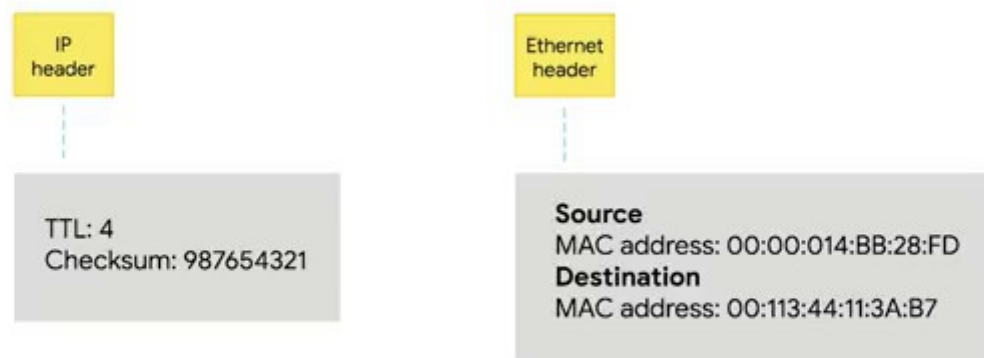 IP
header
TTL: 4
Checksum: 987654321
Ethernet
header
Source
MAC address: 00:00:014:BB:28:FD
Destination
MAC address: 00:113:44:11:3A:B7